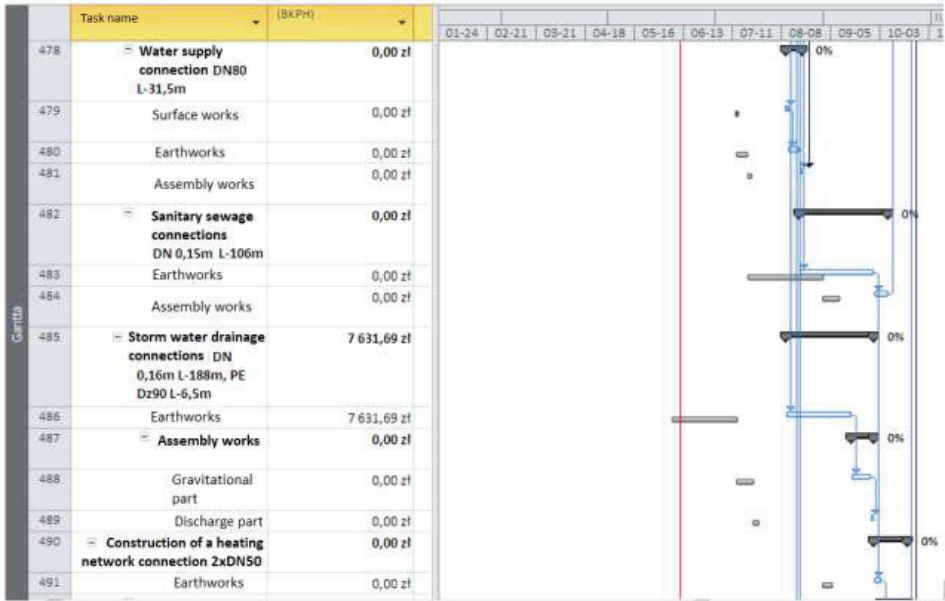 Task name
(BKPH)
01-24 02-21 03-21 04-18 05-16 06-13 07-11 08-08 09-05 10-03 1
Gantta
478 Water supply 0,00 zł 0%
connection DN80
L-31,5m
479 Surface works 0,00 zł
480 Earthworks 0,00 zł
481 Assembly works 0,00 zł
482 Sanitary sewage 0,00 zł 0%
connections
DN 0,15m L-106m
483 Earthworks 0,00 zł
484 Assembly works 0,00 zł
485 Storm water drainage 7 631,69 zł 0%
connections DN
0,16m L-188m, PE
Dz90 L-6,5m
486 Earthworks 7 631,69 zł
487 Assembly works 0,00 zł 0%
488 Gravitational 0,00 zł
part
489 Discharge part 0,00 zł
490 Construction of a heating 0,00 zł 0%
network connection 2xDN50
491 Earthworks 0,00 zł